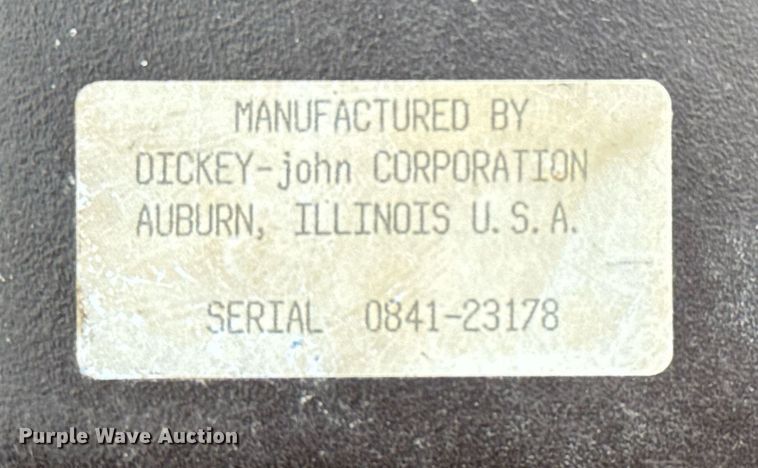 MANUFACTURED BY
DICKEY-john CORPORATION
AUBURN, ILLINOIS U.S.A.
SERIAL 0841-23178
Purple Wave Auction